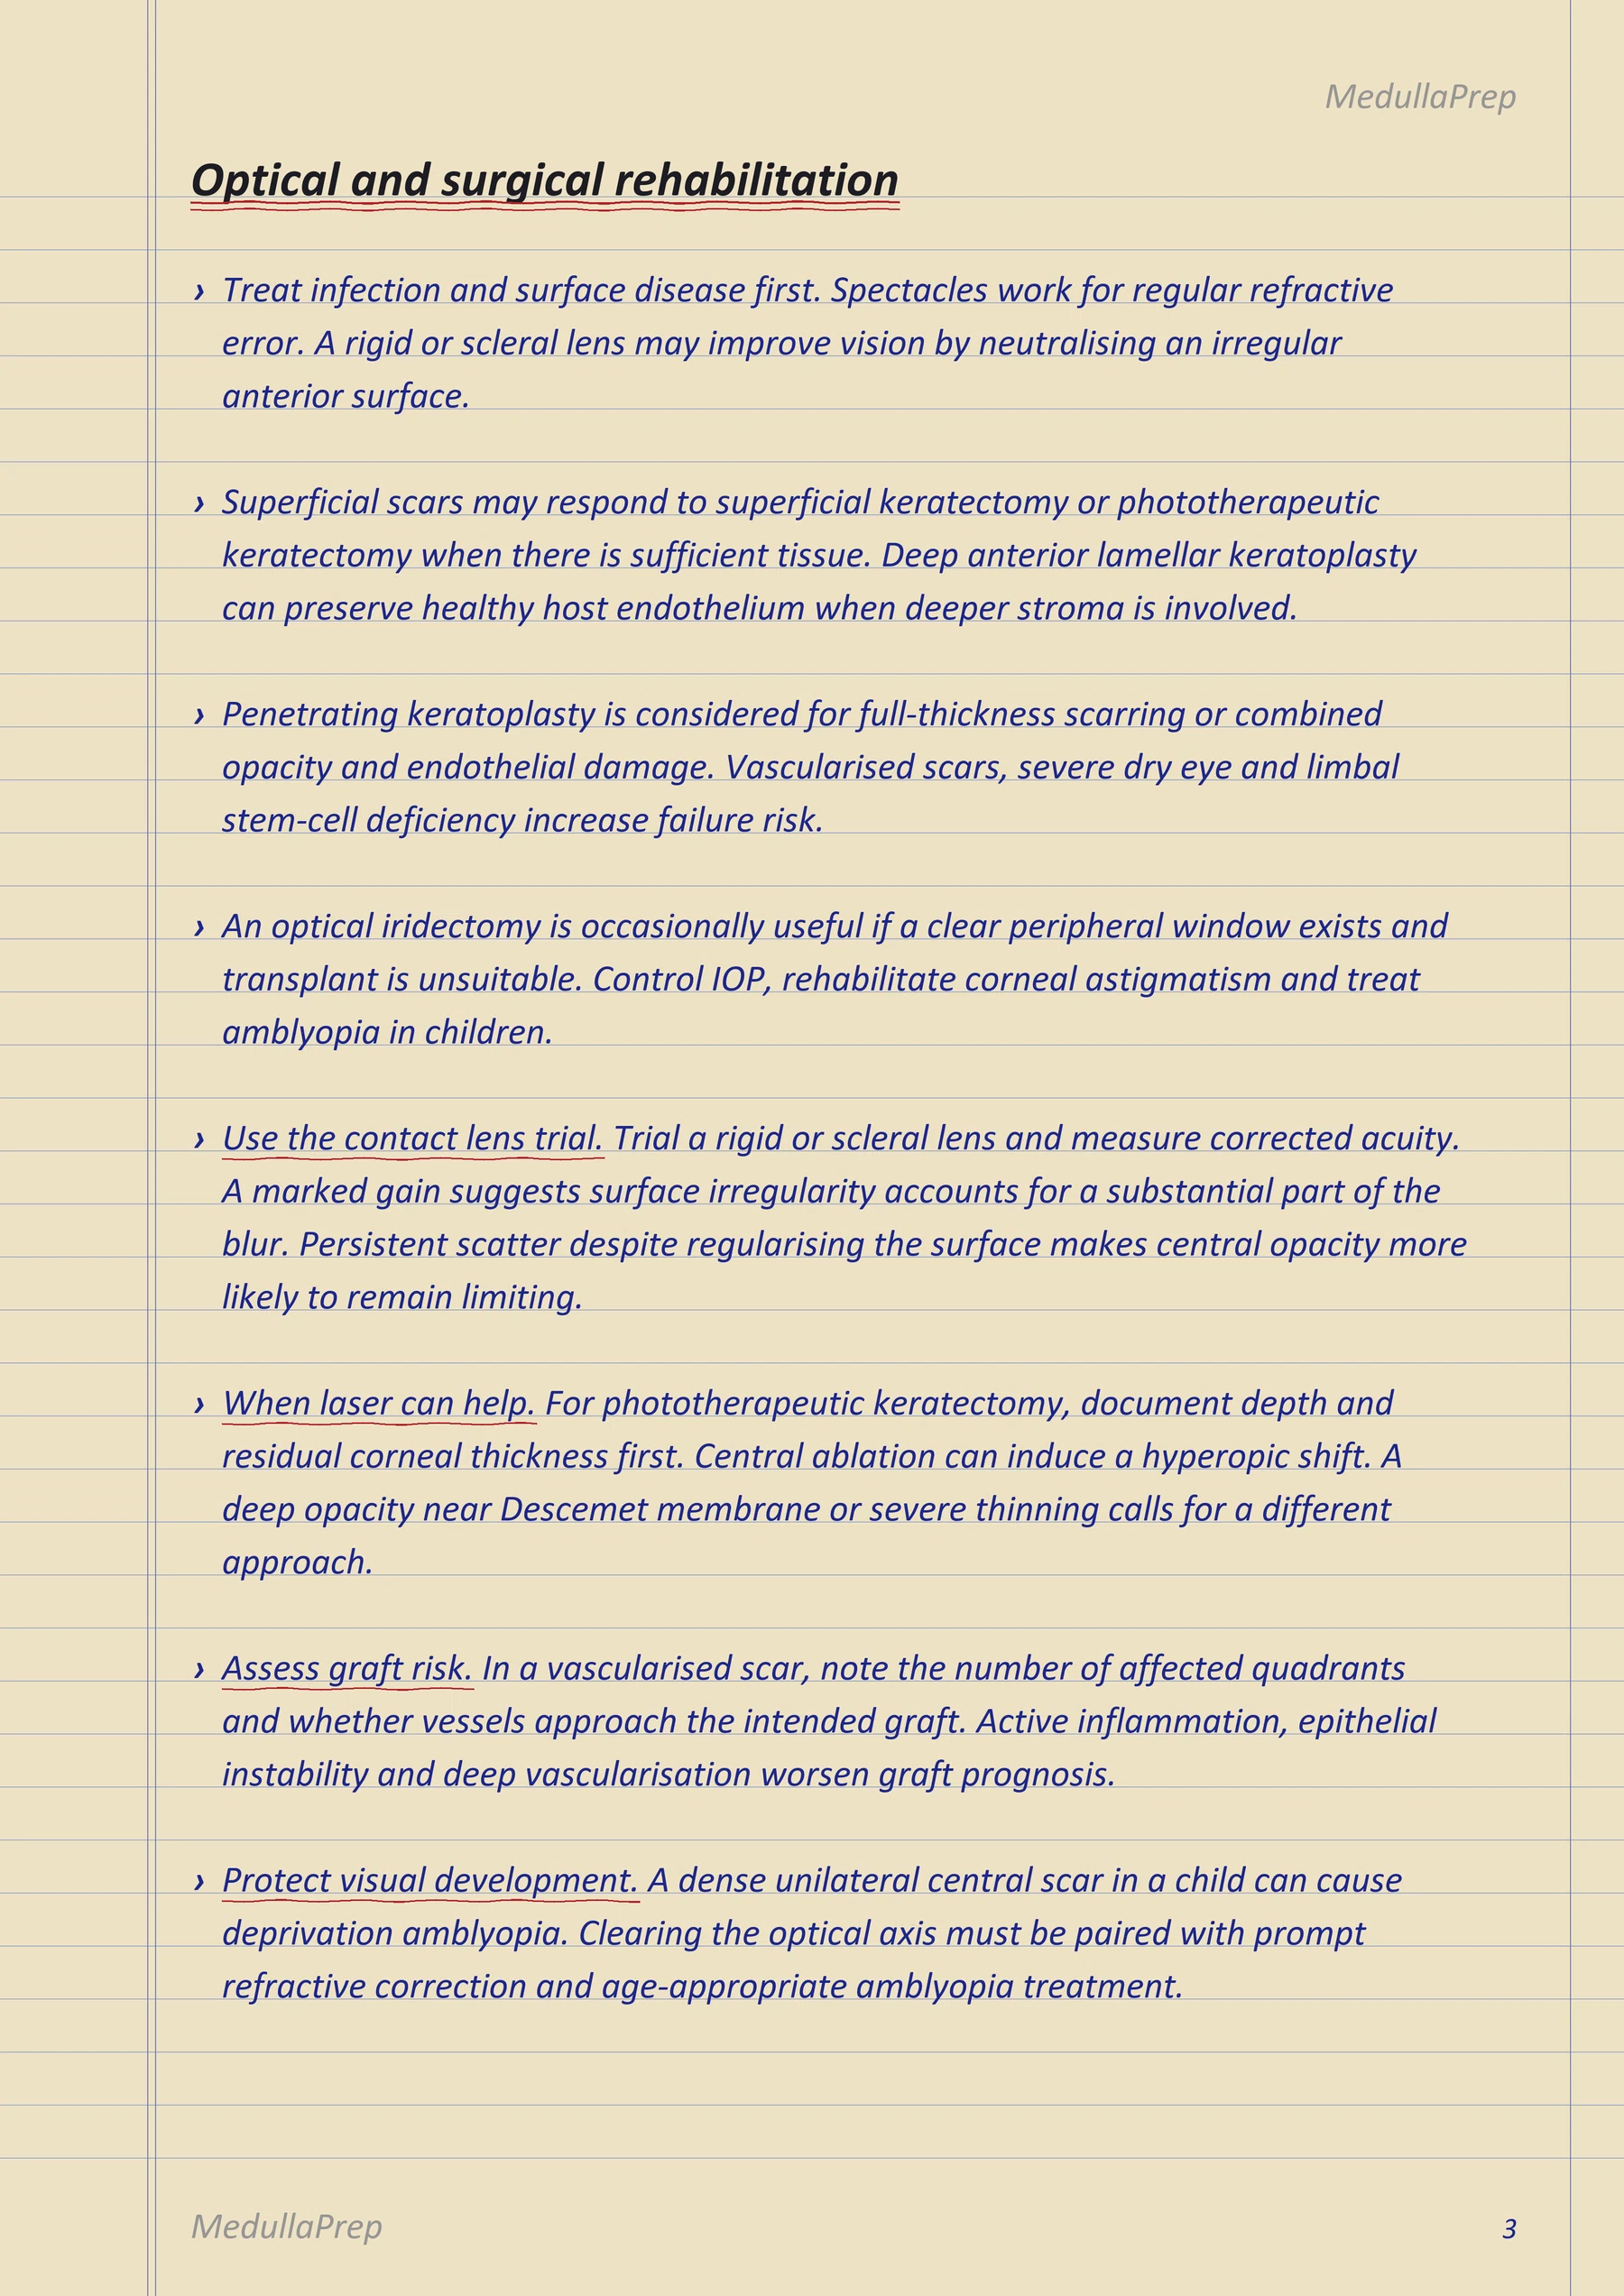 MedullaPrep
Optical and surgical rehabilitation
› Treat infection and surface disease first. Spectacles work for regular refractive
error. A rigid or scleral lens may improve vision by neutralising an irregular
anterior surface.
› Superficial scars may respond to superficial keratectomy or phototherapeutic
keratectomy when there is sufficient tissue. Deep anterior lamellar keratoplasty
can preserve healthy host endothelium when deeper stroma is involved.
› Penetrating keratoplasty is considered for full-thickness scarring or combined
opacity and endothelial damage. Vascularised scars, severe dry eye and limbal
stem-cell deficiency increase failure risk.
› An optical iridectomy is occasionally useful if a clear peripheral window exists and
transplant is unsuitable. Control IOP, rehabilitate corneal astigmatism and treat
amblyopia in children.
› Use the contact lens trial. Trial a rigid or scleral lens and measure corrected acuity.
A marked gain suggests surface irregularity accounts for a substantial part of the
blur. Persistent scatter despite regularising the surface makes central opacity more
likely to remain limiting.
› When laser can help. For phototherapeutic keratectomy, document depth and
residual corneal thickness first. Central ablation can induce a hyperopic shift. A
deep opacity near Descemet membrane or severe thinning calls for a different
approach.
› Assess graft risk. In a vascularised scar, note the number of affected quadrants
and whether vessels approach the intended graft. Active inflammation, epithelial
instability and deep vascularisation worsen graft prognosis.
› Protect visual development. A dense unilateral central scar in a child can cause
deprivation amblyopia. Clearing the optical axis must be paired with prompt
refractive correction and age-appropriate amblyopia treatment.
MedullaPrep
3